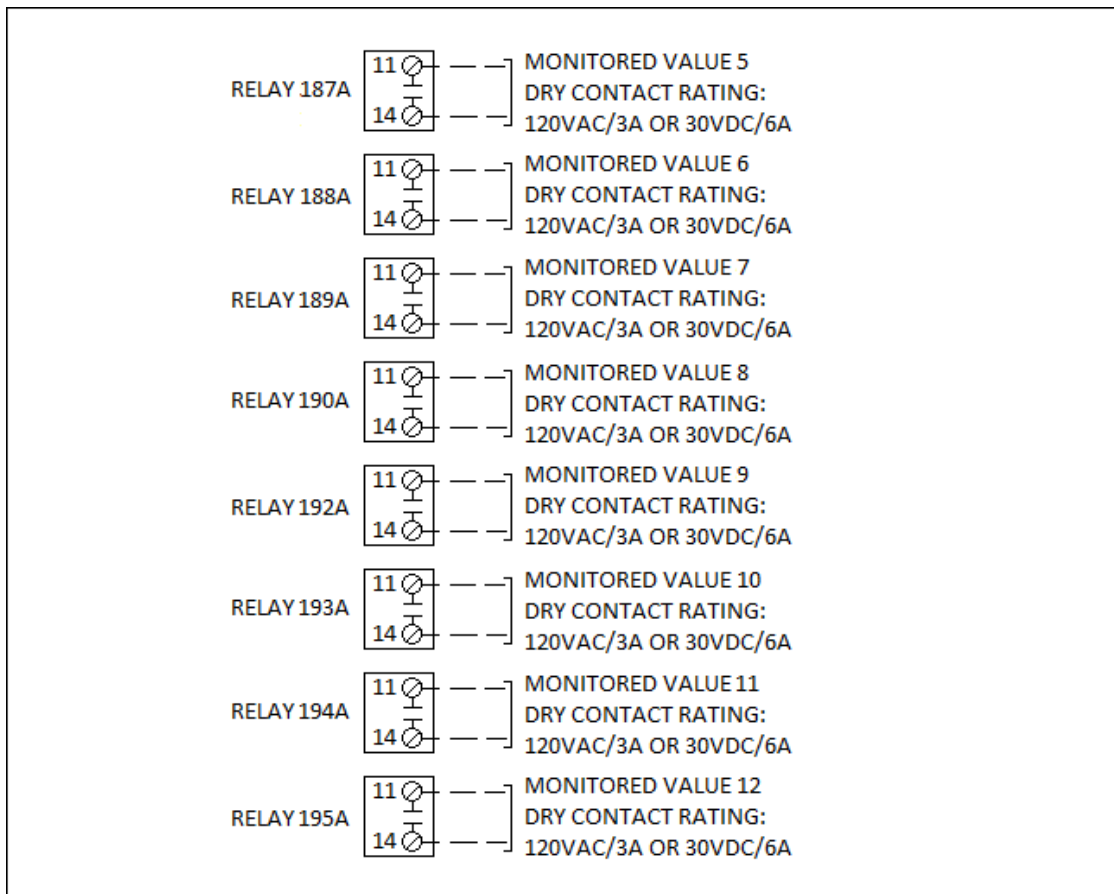 11 MONITORED VALUE 5
RELAY 187A DRY CONTACT RATING:
14 120VAC/3A OR 30VDC/6A
11 MONITORED VALUE 6
RELAY 188A DRY CONTACT RATING:
14 120VAC/3A OR 30VDC/6A
11 MONITORED VALUE 7
RELAY 189A DRY CONTACT RATING:
14 120VAC/3A OR 30VDC/6A
11 MONITORED VALUE 8
RELAY 190A DRY CONTACT RATING:
14 120VAC/3A OR 30VDC/6A
11 MONITORED VALUE 9
RELAY 192A DRY CONTACT RATING:
14 120VAC/3A OR 30VDC/6A
11 MONITORED VALUE 10
RELAY 193A DRY CONTACT RATING:
14 120VAC/3A OR 30VDC/6A
11 MONITORED VALUE 11
RELAY 194A DRY CONTACT RATING:
14 120VAC/3A OR 30VDC/6A
11 MONITORED VALUE 12
RELAY 195A DRY CONTACT RATING:
14 120VAC/3A OR 30VDC/6A